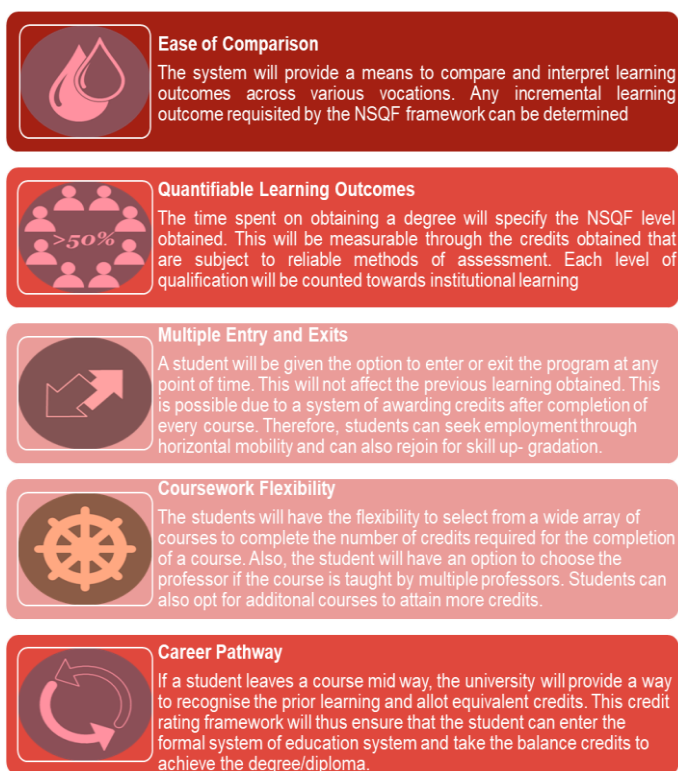 Ease of Comparison
The system will provide a means to compare and interpret learning
outcomes across various vocations. Any incremental learning
outcome requisited by the NSQF framework can be determined
Quantifiable Learning Outcomes
>50%
The time spent on obtaining a degree will specify the NSQF level
obtained. This will be measurable through the credits obtained that
are subject to reliable methods of assessment. Each level of
qualification will be counted towards institutional learning
Multiple Entry and Exits
A student will be given the option to enter or exit the program at any
point of time. This will not affect the previous learning obtained. This
is possible due to a system of awarding credits after completion of
every course. Therefore, students can seek employment through
horizontal mobility and can also rejoin for skill up- gradation.
Coursework Flexibility
The students will have the flexibility to select from a wide array of
courses to complete the number of credits required for the completion
of a course. Also, the student will have an option to choose the
professor if the course is taught by multiple professors. Students can
also opt for additonal courses to attain more credits.
Career Pathway
If a student leaves a course mid way, the university will provide a way
to recognise the prior learning and allot equivalent credits. This credit
rating framework will thus ensure that the student can enter the
formal system of education system and take the balance credits to
achieve the degree/diploma.